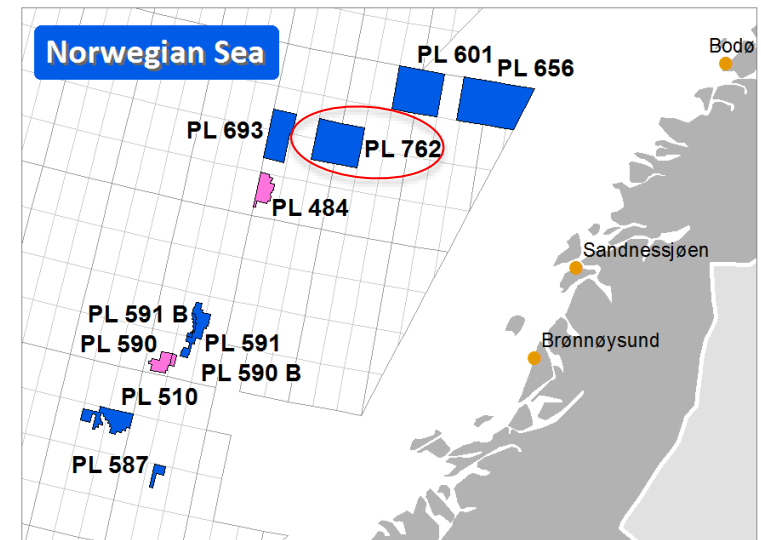 Norwegian Sea
Bodø
PL 601
PL 656
PL 693
PL 762
PL 484
Sandnessjøen
PL 591 B
PL 590
PL 591
PL 590 B
Brønnøysund
PL 510
PL 587